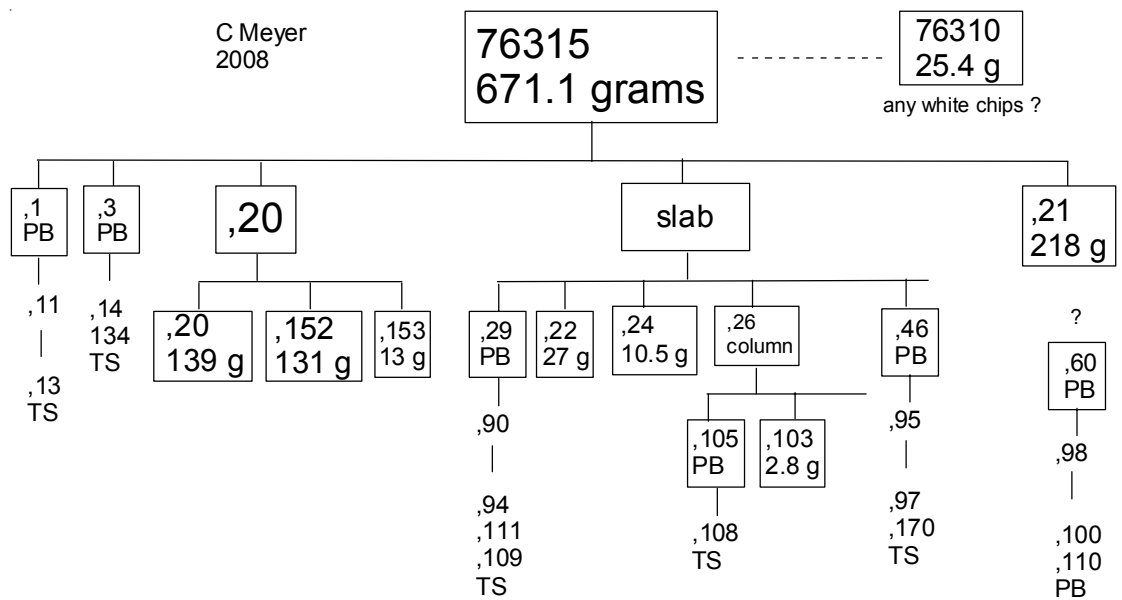 C Meyer
2008
76315
671.1 grams
76310
25.4 g
any white chips ?
,1
PB
,3
PB
,20
slab
,21
218 g
,11
,13
TS
,14
134
TS
,20
139 g
,152
131 g
,153
13 g
,29
PB
,22
27 g
,24
10.5 g
,26
column
,46
PB
?
,60
PB
,90
,94
,111
,109
TS
,105
PB
,103
2.8 g
,108
TS
,95
,97
,170
TS
,98
,100
,110
PB